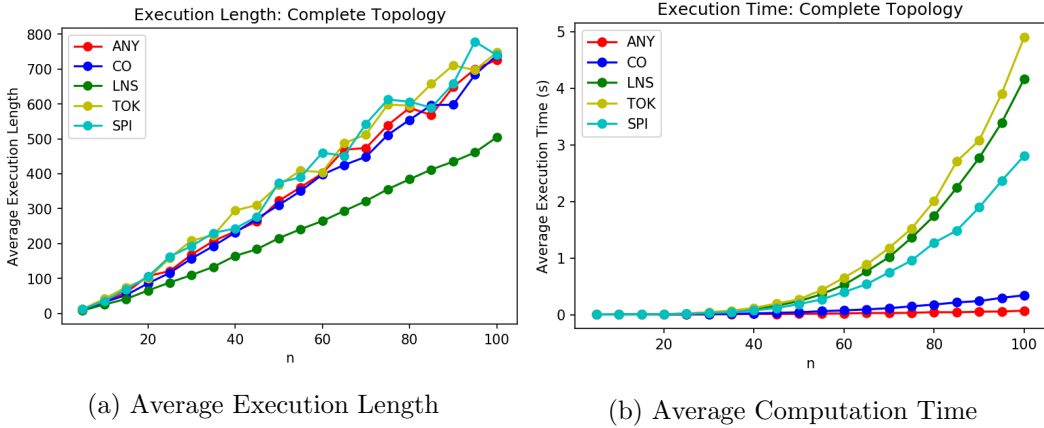 Execution Length: Complete Topology
Average Execution Length
800
700
600
500
400
300
200
100
0
ANY
CO
LNS
TOK
SPI
20
40
60
80
100
n
(a) Average Execution Length
Execution Time: Complete Topology
Average Execution Time (s)
5
4
3
2
1
0
ANY
CO
LNS
TOK
SPI
20
40
60
80
100
n
(b) Average Computation Time